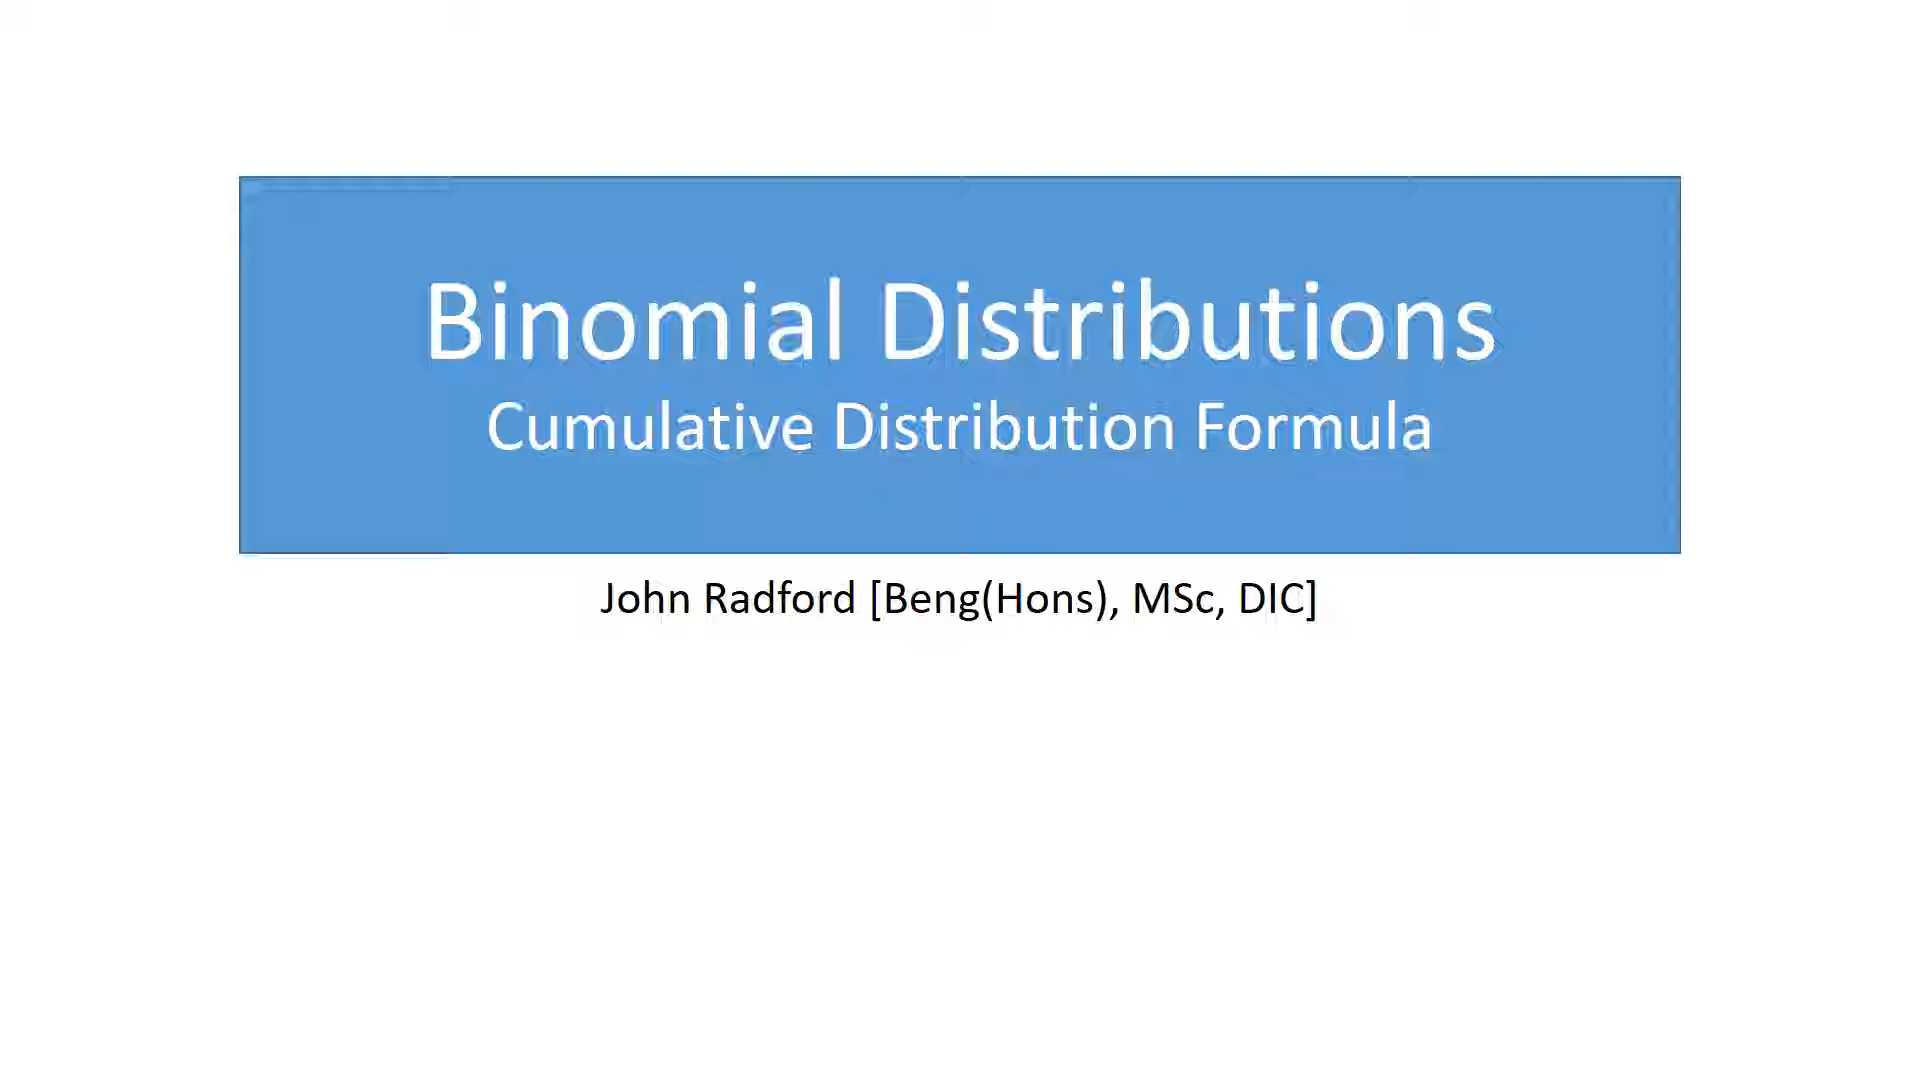 Binomial Distributions
Cumulative Distribution Formula
John Radford [Beng(Hons), MSc, DIC]